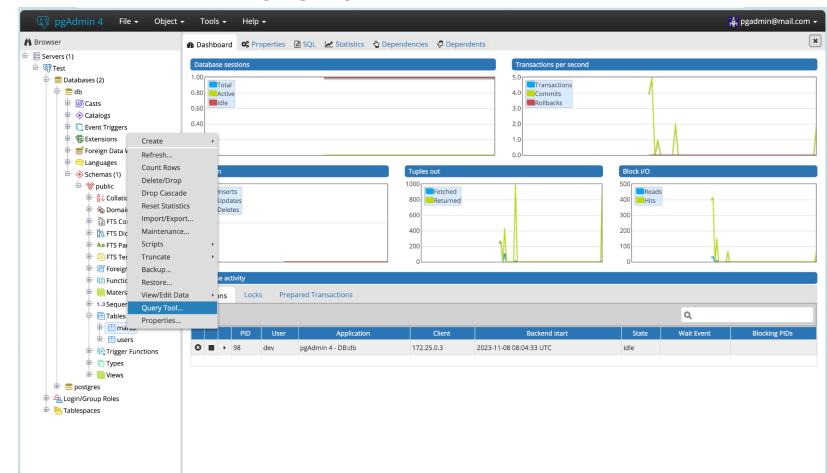 pgAdmin 4 File Object Tools Help pgadmin@mail.com
Browser
Servers (1)
Test
Databases (2)
db
Casts
Catalogs
Event Triggers
Extensions
Foreign Data
Languages
Schemas (1)
public
Collatic
Domai
FTS Co
FTS Dic
Aa FTS Par
FTS Te
Foreig
Functi
Materia
1..3 Sequer
Tables
users
Trigger Functions
Types
Views
postgres
Login/Group Roles
Tablespaces
Create
Refresh...
Count Rows
Delete/Drop
Drop Cascade
Reset Statistics
Import/Export...
Maintenance...
Scripts
Truncate
Backup...
Restore...
View/Edit Data
Query Tool...
Properties...
Dashboard Properties SQL Statistics Dependencies Dependents
Database sessions
1.00
0.80
0.60
0.40
Total
Active
Idle
Transactions per second
5.0
4.0
3.0
2.0
1.0
0.0
Transactions
Commits
Rollbacks
Inserts
Updates
Deletes
Tuples out
1000
800
600
400
200
0
Fetched
Returned
Block I/O
500
400
300
200
100
0
Reads
Hits
activity
Locks Prepared Transactions
PID User Application Client Backend start State Wait Event Blocking PIDs
98 dev pgAdmin 4 - DB:db 172.25.0.3 2023-11-08 08:04:33 UTC idle